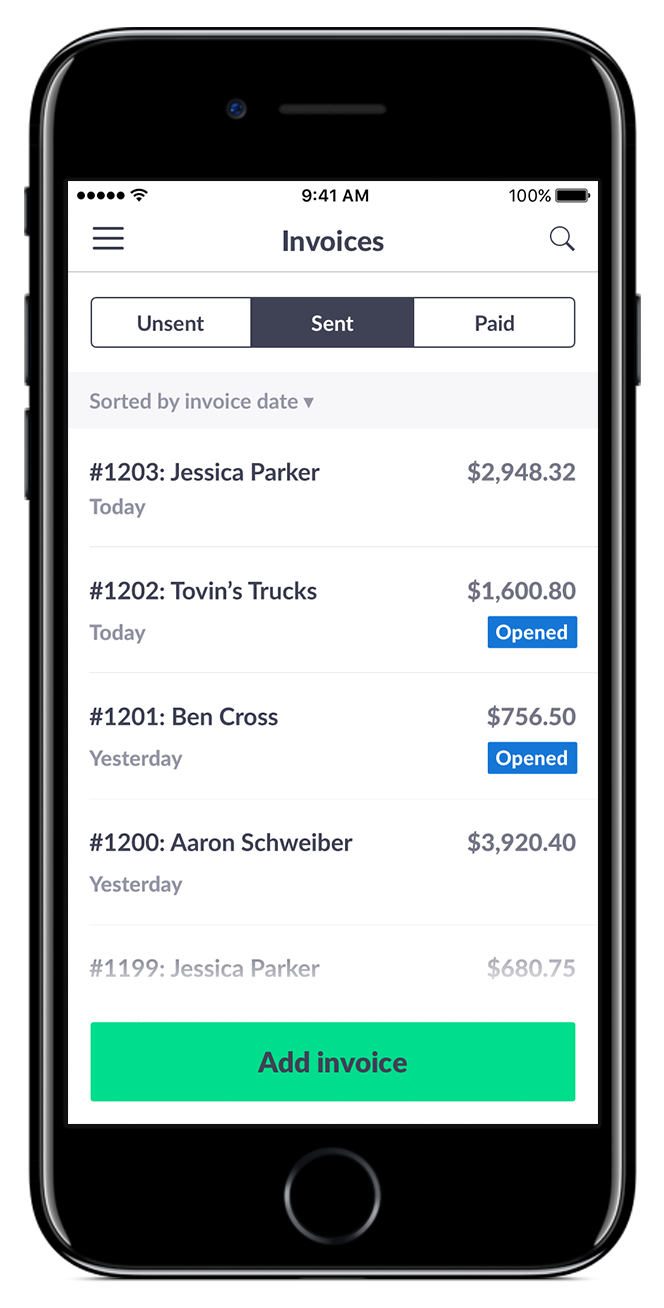 9:41 AM 100%
Invoices
Unsent Sent Paid
Sorted by invoice date ▾
#1203: Jessica Parker $2,948.32
Today
#1202: Tovin’s Trucks $1,600.80
Today Opened
#1201: Ben Cross $756.50
Yesterday Opened
#1200: Aaron Schweiber $3,920.40
Yesterday
#1199: Jessica Parker $680.75
Add invoice